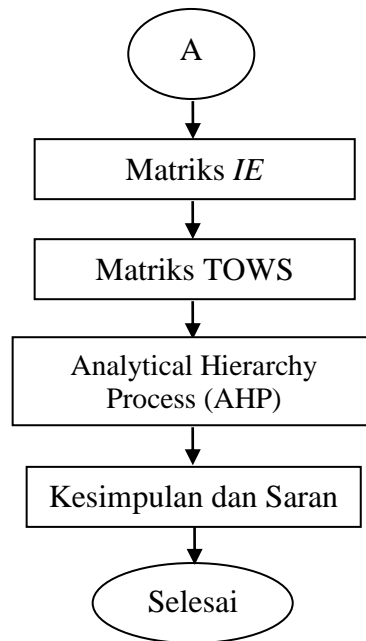 A
Matriks IE
Matriks TOWS
Analytical Hierarchy
Process (AHP)
Kesimpulan dan Saran
Selesai